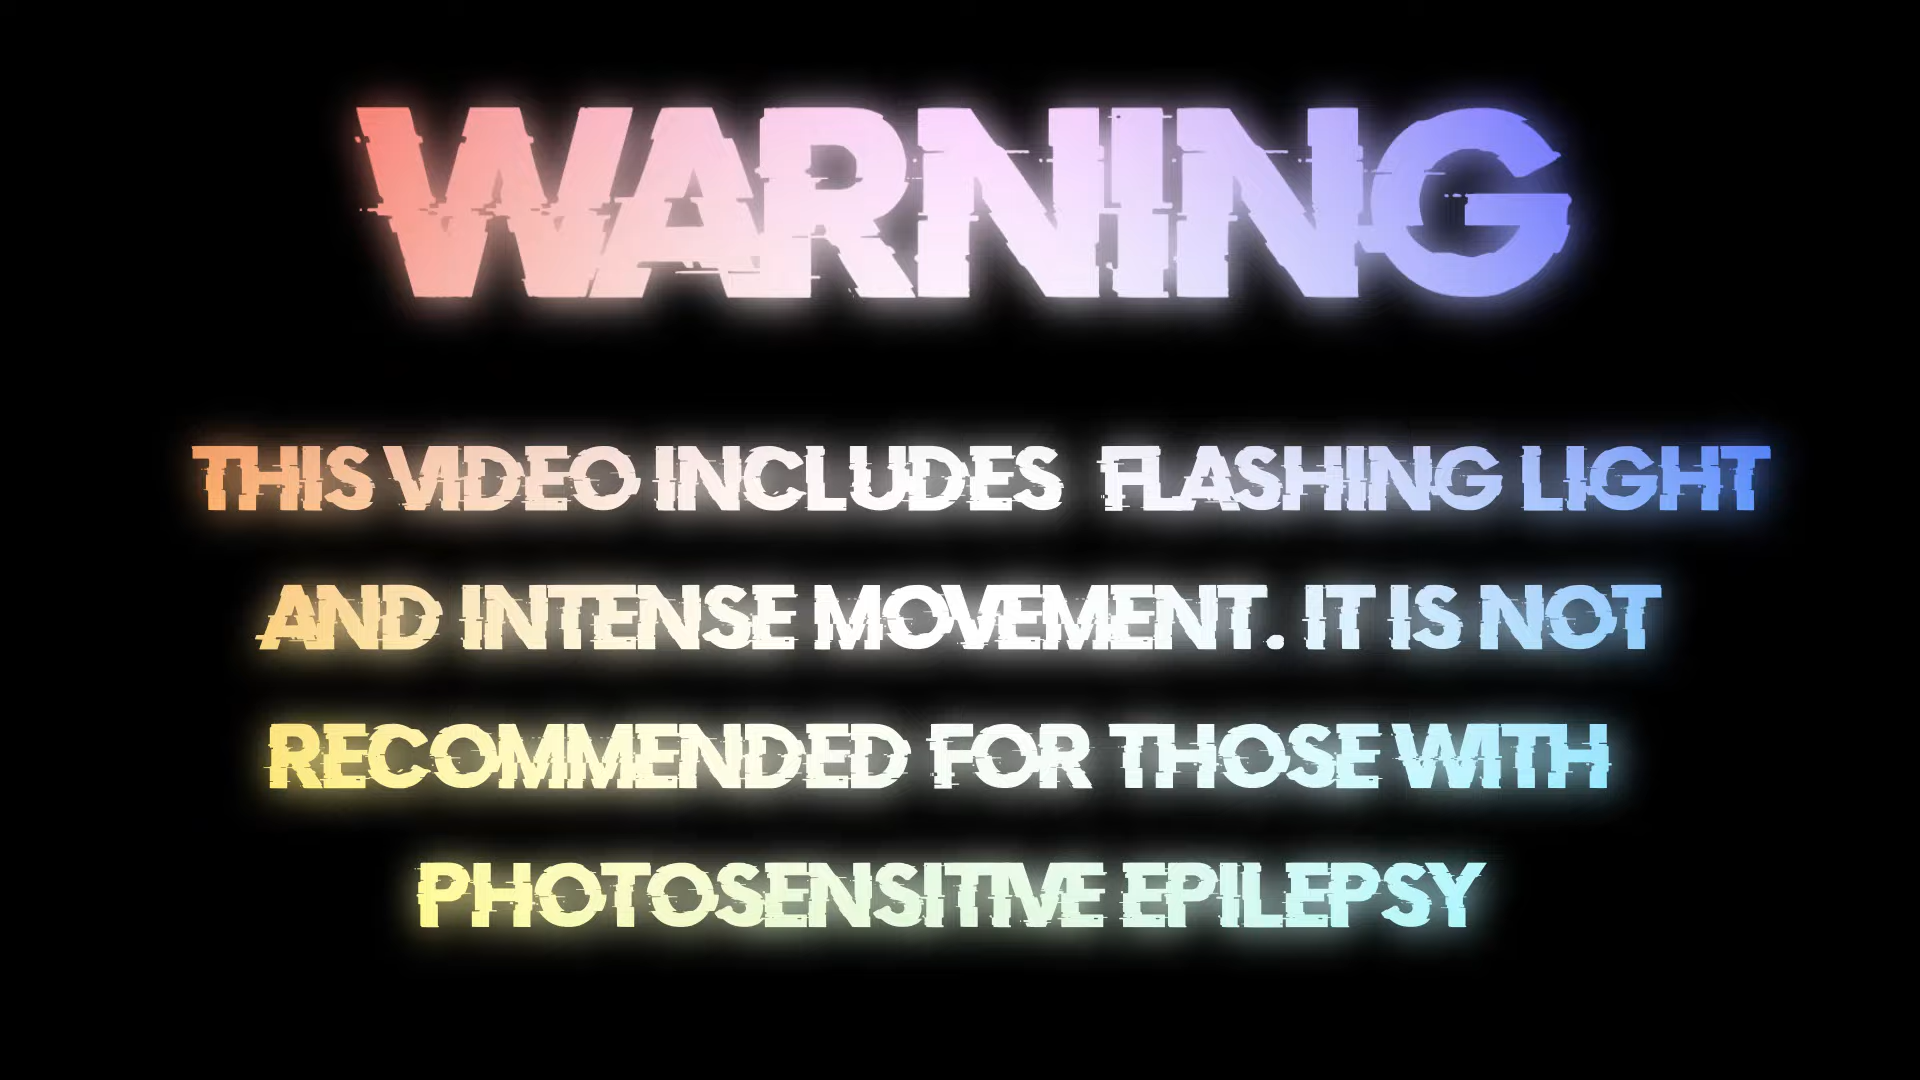 WARNING
THIS VIDEO INCLUDES FLASHING LIGHT
AND INTENSE MOVEMENT. IT IS NOT
RECOMMENDED FOR THOSE WITH
PHOTOSENSITIVE EPILEPSY